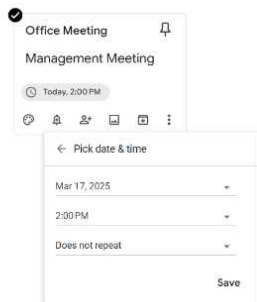 Office Meeting
Management Meeting
Today, 2:00 PM
Pick date & time
Mar 17, 2025
2:00 PM
Does not repeat
Save